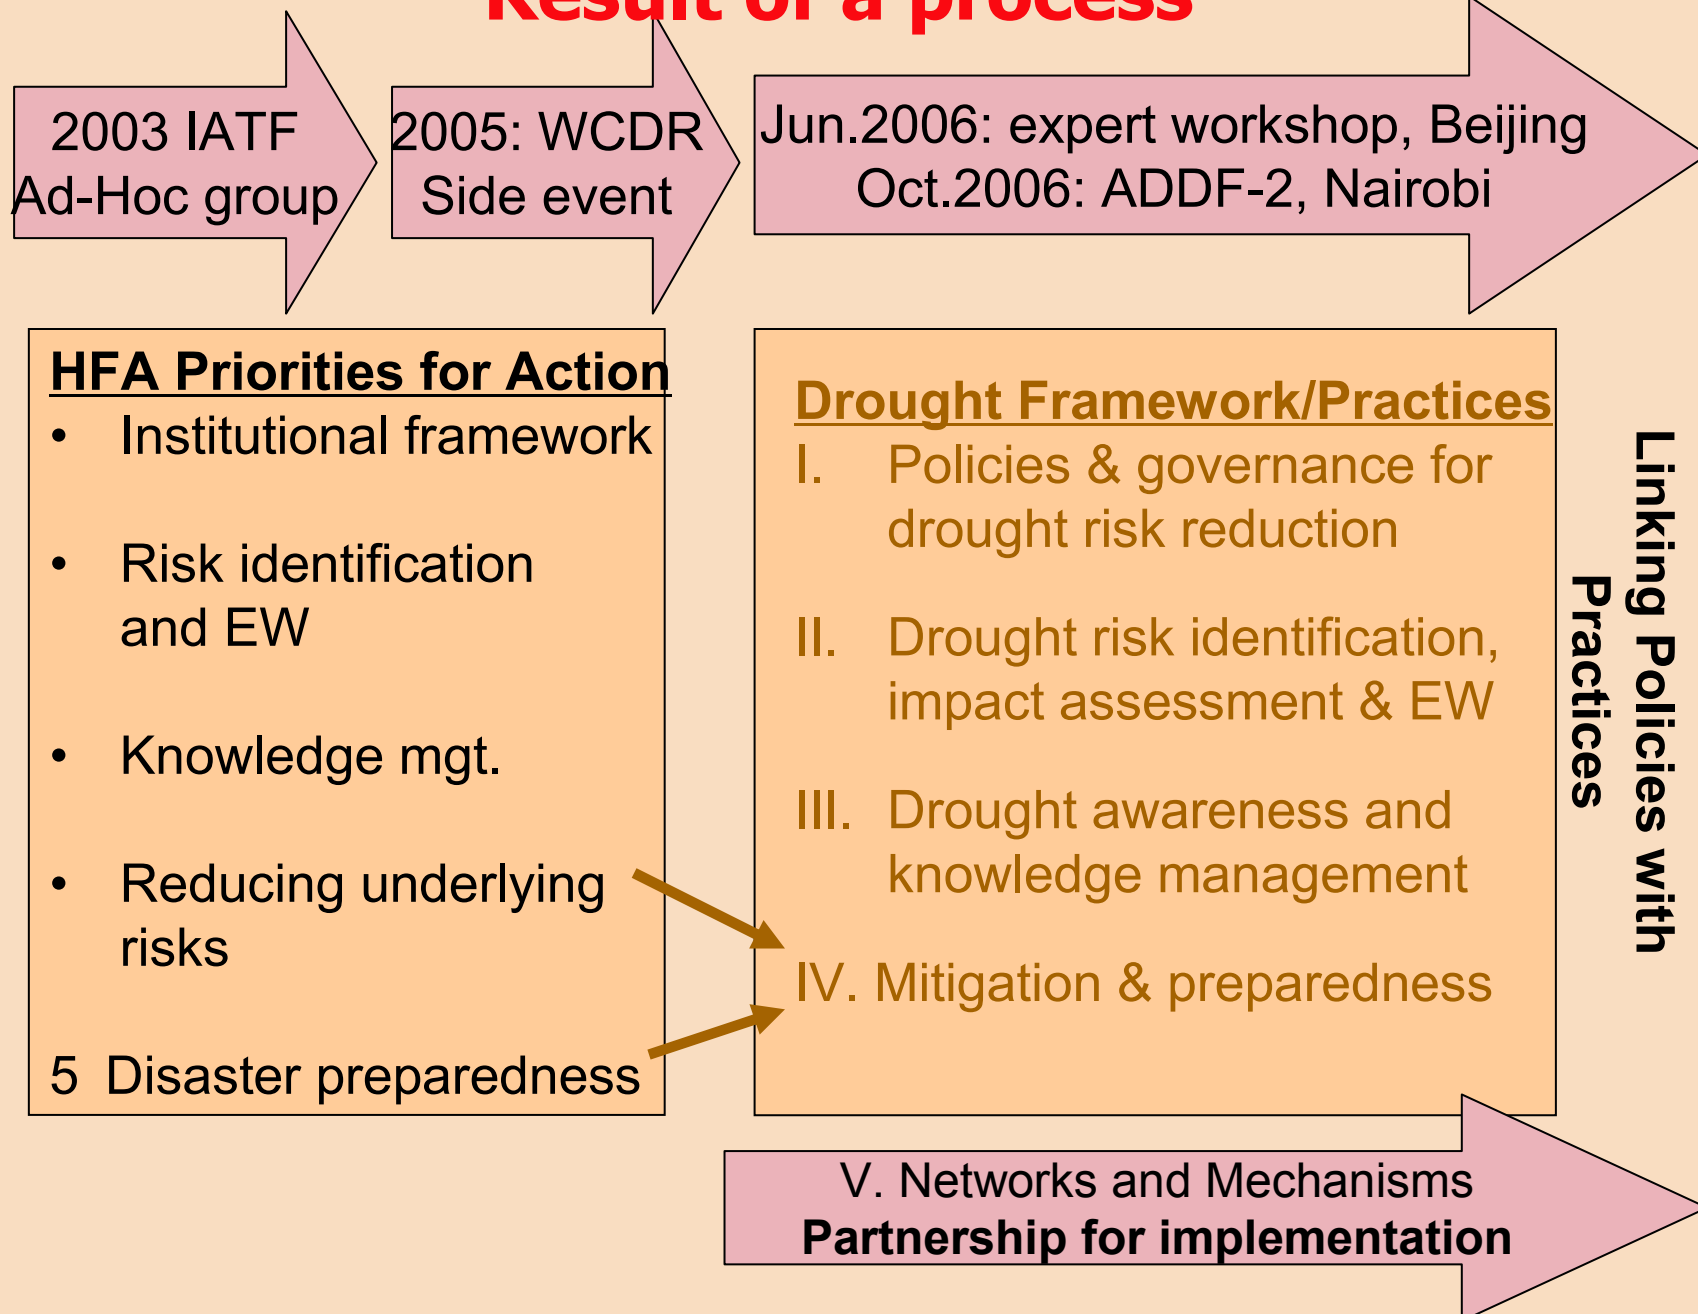 Result of a process
2003 IATF
Ad-Hoc group
2005: WCDR
Side event
Jun.2006: expert workshop, Beijing
Oct.2006: ADDF-2, Nairobi
HFA Priorities for Action
• Institutional framework
• Risk identification
and EW
• Knowledge mgt.
• Reducing underlying
risks
5 Disaster preparedness
Drought Framework/Practices
I. Policies & governance for
drought risk reduction
II. Drought risk identification,
impact assessment & EW
III. Drought awareness and
knowledge management
IV. Mitigation & preparedness
Linking Policies with
Practices
V. Networks and Mechanisms
Partnership for implementation